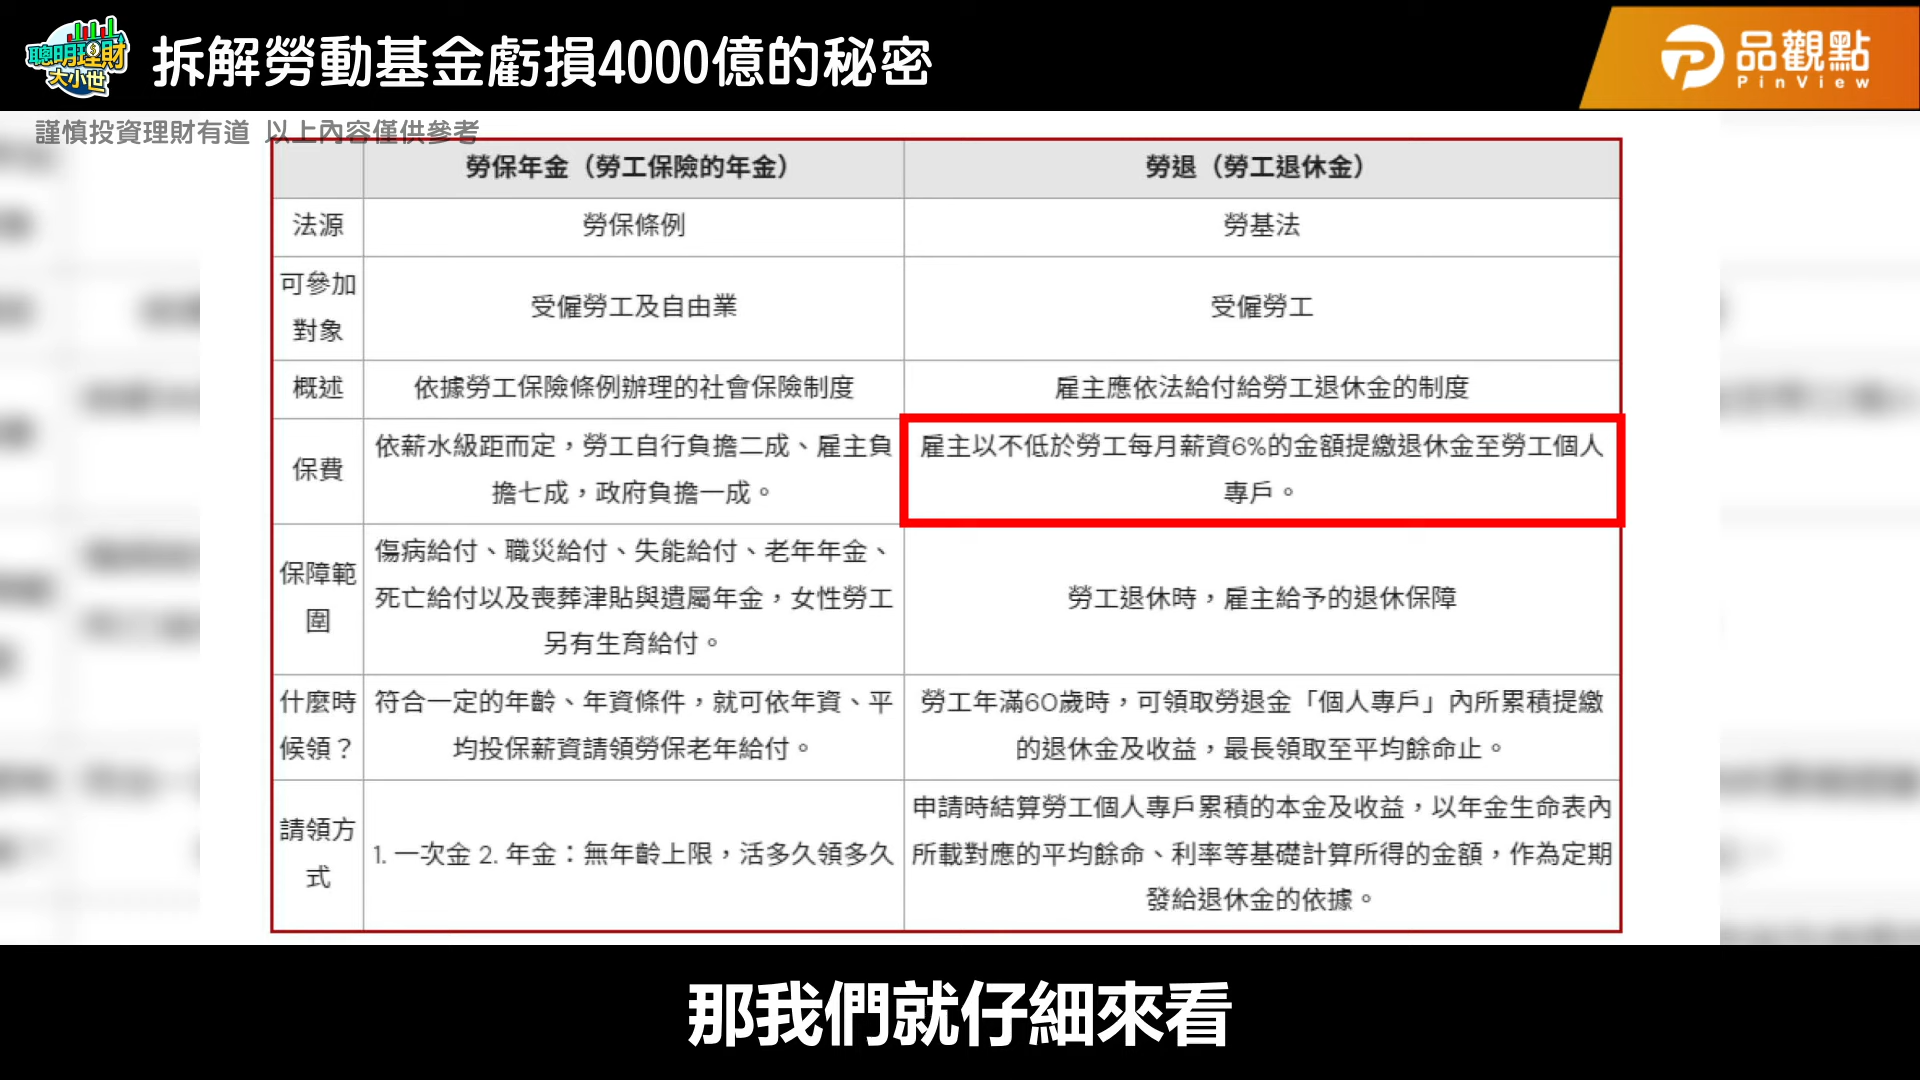 聰明理財
大小世
拆解勞動基金虧損4000億的秘密
品觀點
PinView
謹慎投資理財有道 以上內容僅供參考
勞保年金（勞工保險的年金）
勞退（勞工退休金）
法源
勞保條例
勞基法
可參加
對象
受僱勞工及自由業
受僱勞工
概述
依據勞工保險條例辦理的社會保險制度
雇主應依法給付給勞工退休金的制度
保費
依薪水級距而定，勞工自行負擔二成、雇主負
擔七成，政府負擔一成。
雇主以不低於勞工每月薪資6%的金額提繳退休金至勞工個人
專戶。
保障範
圍
傷病給付、職災給付、失能給付、老年年金、
死亡給付以及喪葬津貼與遺屬年金，女性勞工
另有生育給付。
勞工退休時，雇主給予的退休保障
什麼時
候領？
符合一定的年齡、年資條件，就可依年資、平
均投保薪資請領勞保老年給付。
勞工年滿60歲時，可領取勞退金「個人專戶」內所累積提繳
的退休金及收益，最長領取至平均餘命止。
請領方
式
1. 一次金 2. 年金：無年齡上限，活多久領多久
申請時結算勞工個人專戶累積的本金及收益，以年金生命表內
所載對應的平均餘命、利率等基礎計算所得的金額，作為定期
發給退休金的依據。
那我們就仔細來看